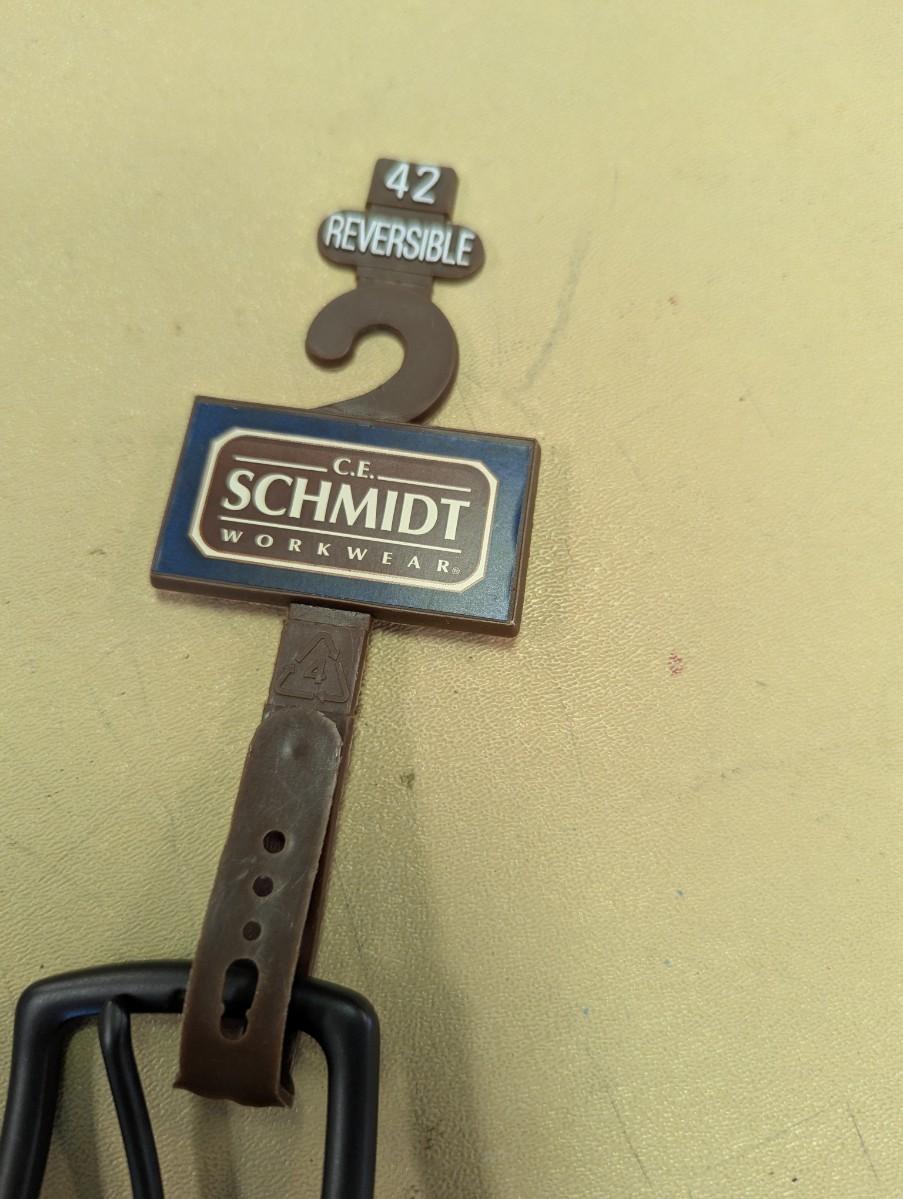 42
REVERSIBLE
C.E.
SCHMIDT
WORKWEAR®
4